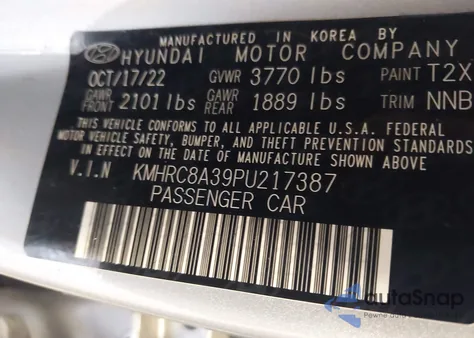 MANUFACTURED IN KOREA BY
HYUNDAI MOTOR COMPANY
OCT/17/22 GVWR 3770 lbs PAINT T2X
GAWR FRONT 2101 lbs GAWR REAR 1889 lbs TRIM NNB
THIS VEHICLE CONFORMS TO ALL APPLICABLE U.S.A. FEDERAL
MOTOR VEHICLE SAFETY, BUMPER, AND THEFT PREVENTION STANDARDS
IN EFFECT ON THE DATE OF MANUFACTURE SHOWN ABOVE.
V.I.N KMHRC8A39PU217387
PASSENGER CAR
autoSnap